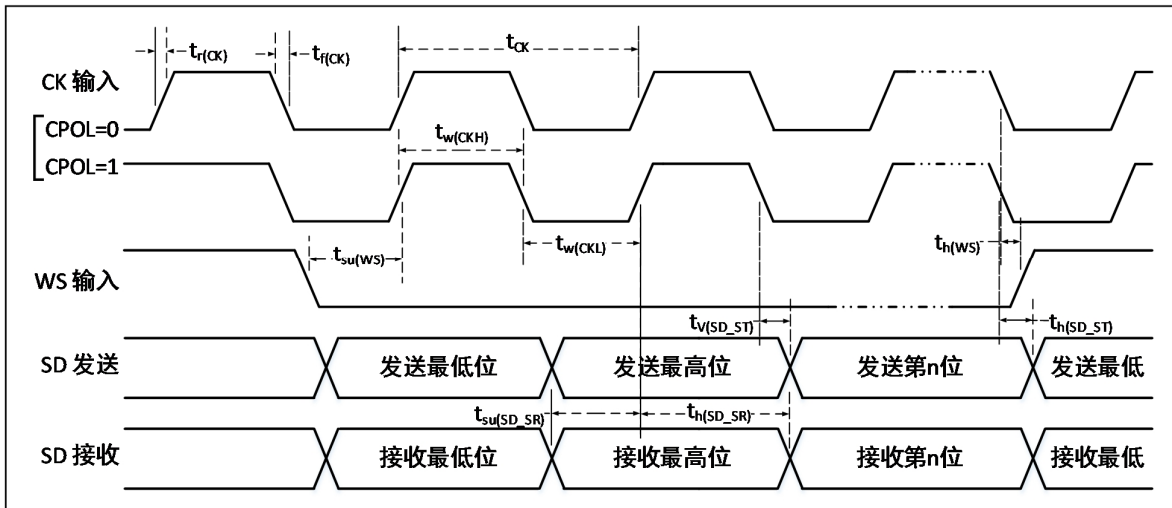 tr(CK)
tf(CK)
tCK
CK 输入
CPOL=0
tw(CKH)
CPOL=1
tw(CKL)
th(WS)
tsu(WS)
WS 输入
tV(SD_ST)
th(SD_ST)
SD 发送
发送最低位
发送最高位
发送第n位
发送最低
tsu(SD_SR)
th(SD_SR)
SD 接收
接收最低位
接收最高位
接收第n位
接收最低